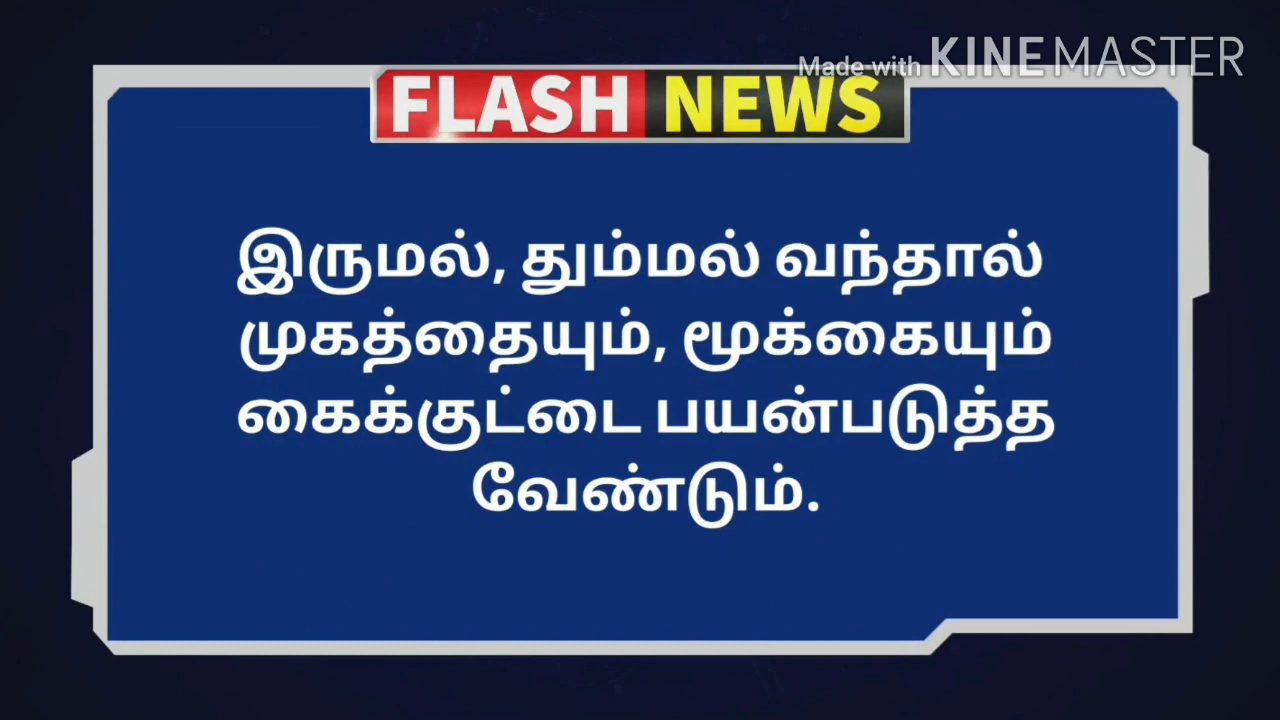 Made with KINEMASTER
FLASH NEWS
இருமல், தும்மல் வந்தால்
முகத்தையும், மூக்கையும்
கைக்குட்டை பயன்படுத்த
வேண்டும்.